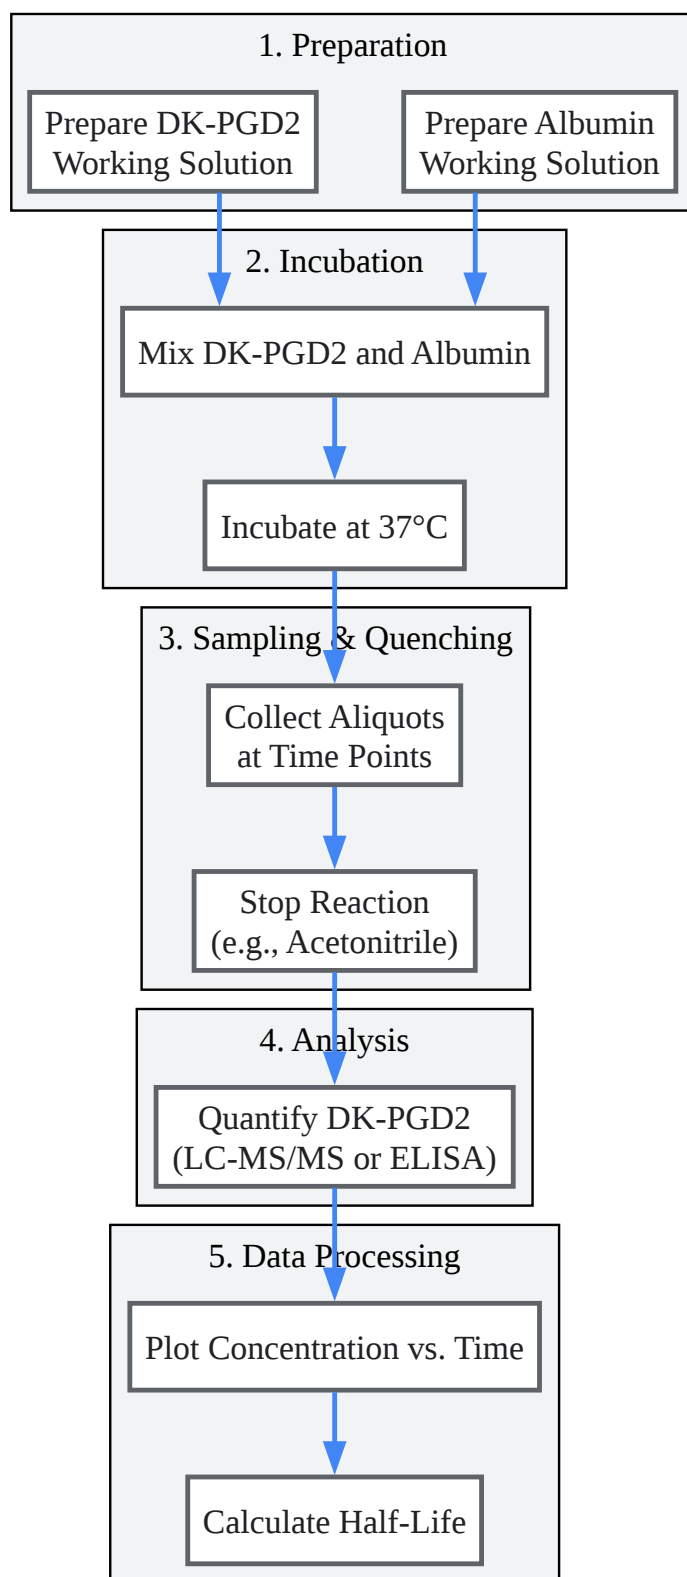 1. Preparation
Prepare DK-PGD2
Working Solution
Prepare Albumin
Working Solution
2. Incubation
Mix DK-PGD2 and Albumin
Incubate at 37°C
3. Sampling & Quenching
Collect Aliquots
at Time Points
Stop Reaction
(e.g., Acetonitrile)
4. Analysis
Quantify DK-PGD2
(LC-MS/MS or ELISA)
5. Data Processing
Plot Concentration vs. Time
Calculate Half-Life